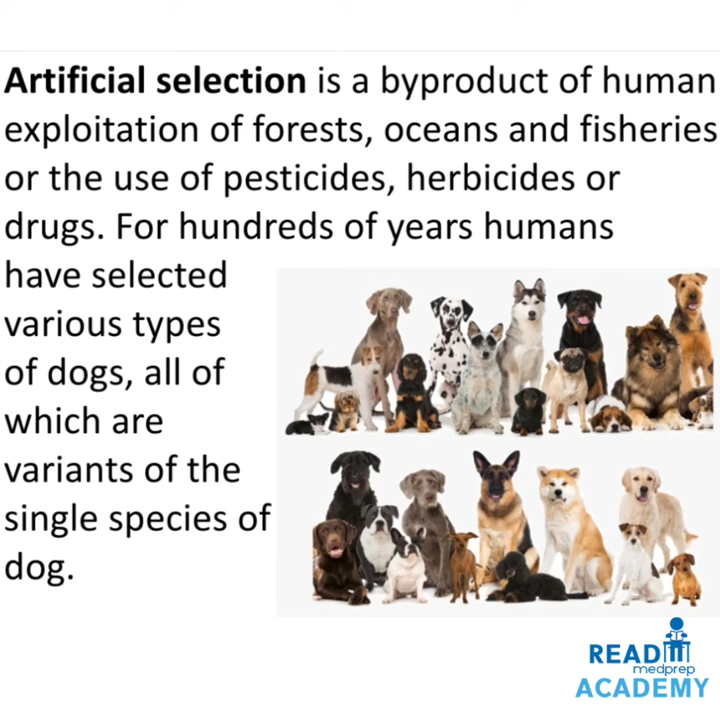 Artificial selection is a byproduct of human
exploitation of forests, oceans and fisheries
or the use of pesticides, herbicides or
drugs. For hundreds of years humans
have selected
various types
of dogs, all of
which are
variants of the
single species of
dog.
READ
medprep
ACADEMY